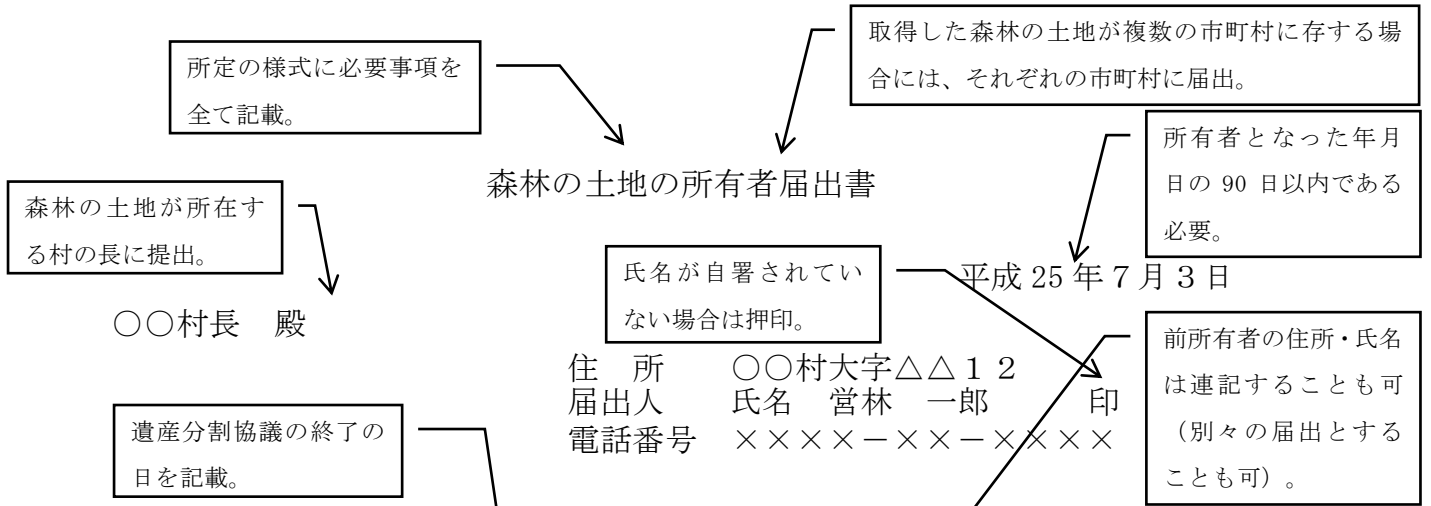 取得した森林の土地が複数の市町村に存する場
合には、それぞれの市町村に届出。
所定の様式に必要事項を
全て記載。
所有者となった年月
日の 90 日以内である
必要。
森林の土地の所有者届出書
森林の土地が所在す
る村の長に提出。
氏名が自署されてい
ない場合は押印。
平成 25 年７月３日
○○村長　殿
前所有者の住所・氏名
は連記することも可
（別々の届出とする
ことも可）。
住　所　　○○村大字△△１２
届出人　　氏名　営林　一郎　　　印
電話番号　××××－××－××××
遺産分割協議の終了の
日を記載。